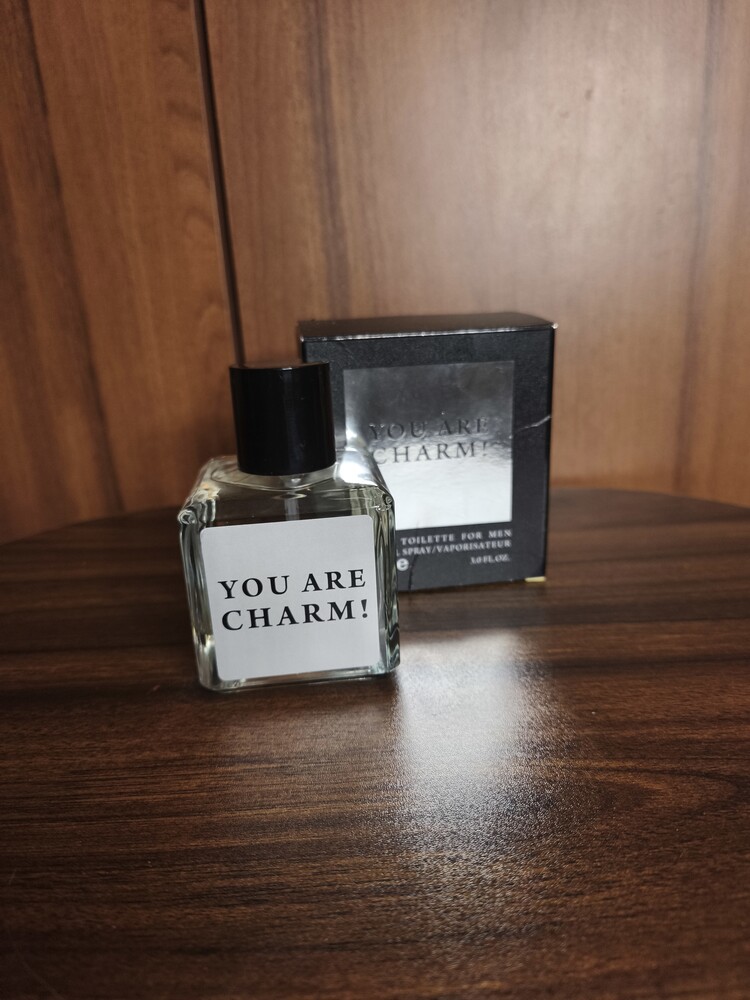 YOU ARE
CHARM!
YOU ARE
CHARM!
TOILETTE FOR MEN
SPRAY/VAPORISATEUR
e 3.0 FL.OZ.